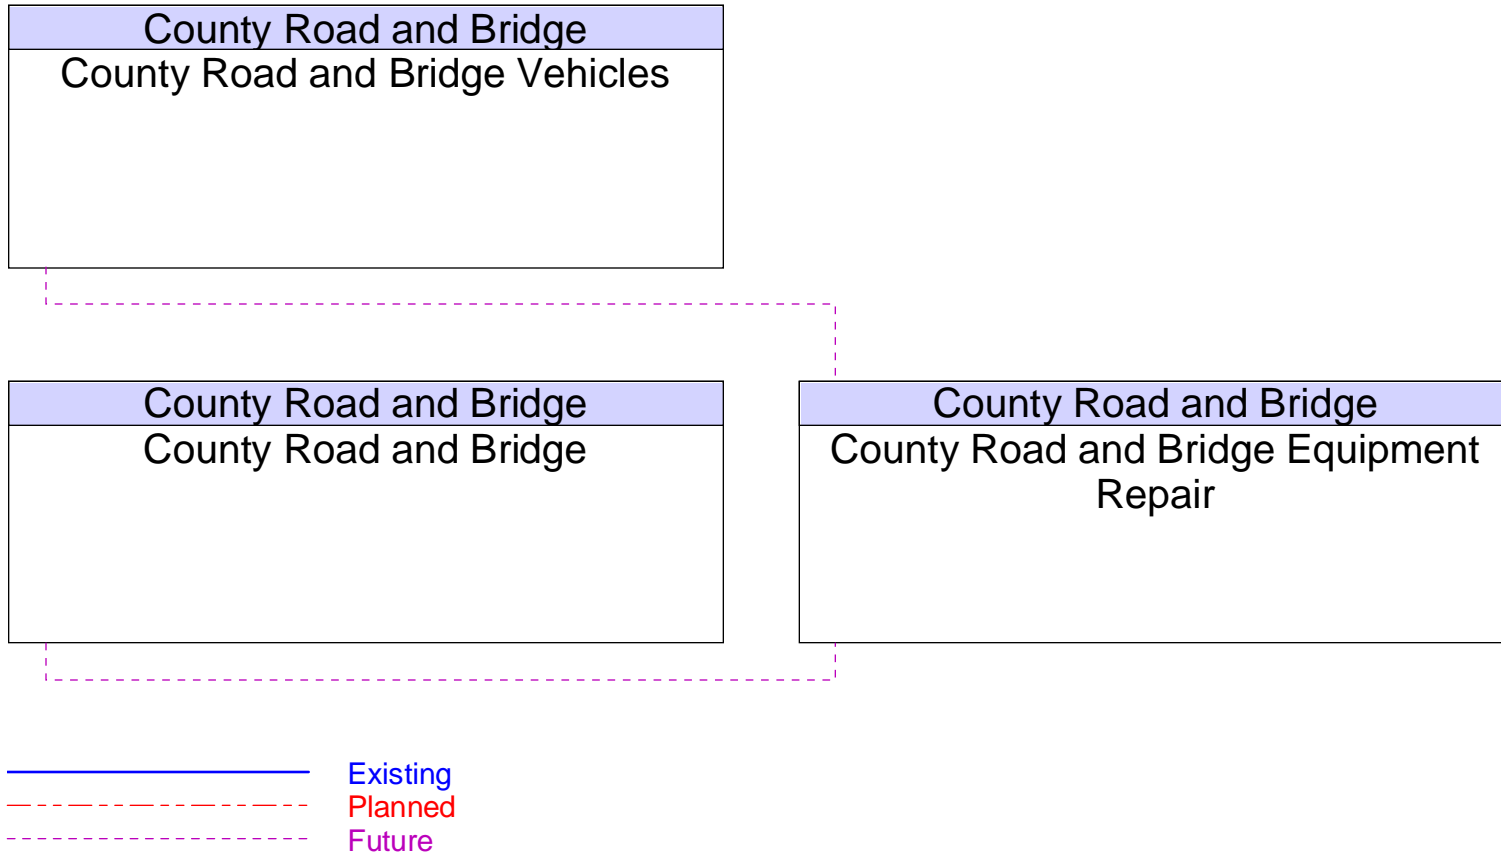 County Road and Bridge
County Road and Bridge Vehicles
County Road and Bridge
County Road and Bridge
County Road and Bridge
County Road and Bridge Equipment
Repair
Existing
Planned
Future